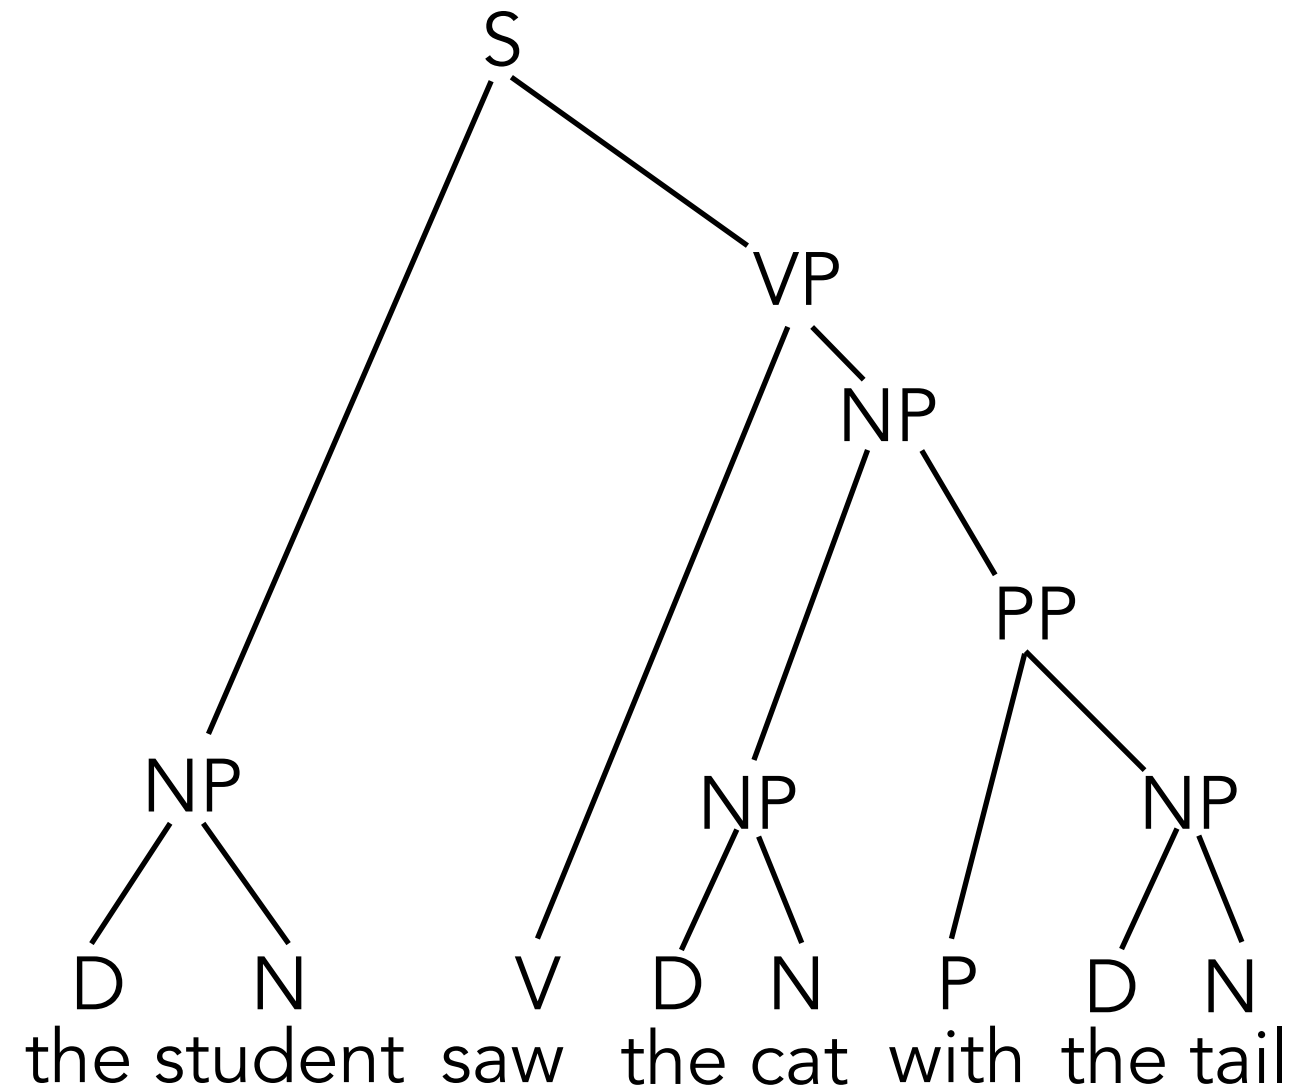 S
VP
NP
PP
NP NP NP
D N V D N P D N
the student saw the cat with the tail